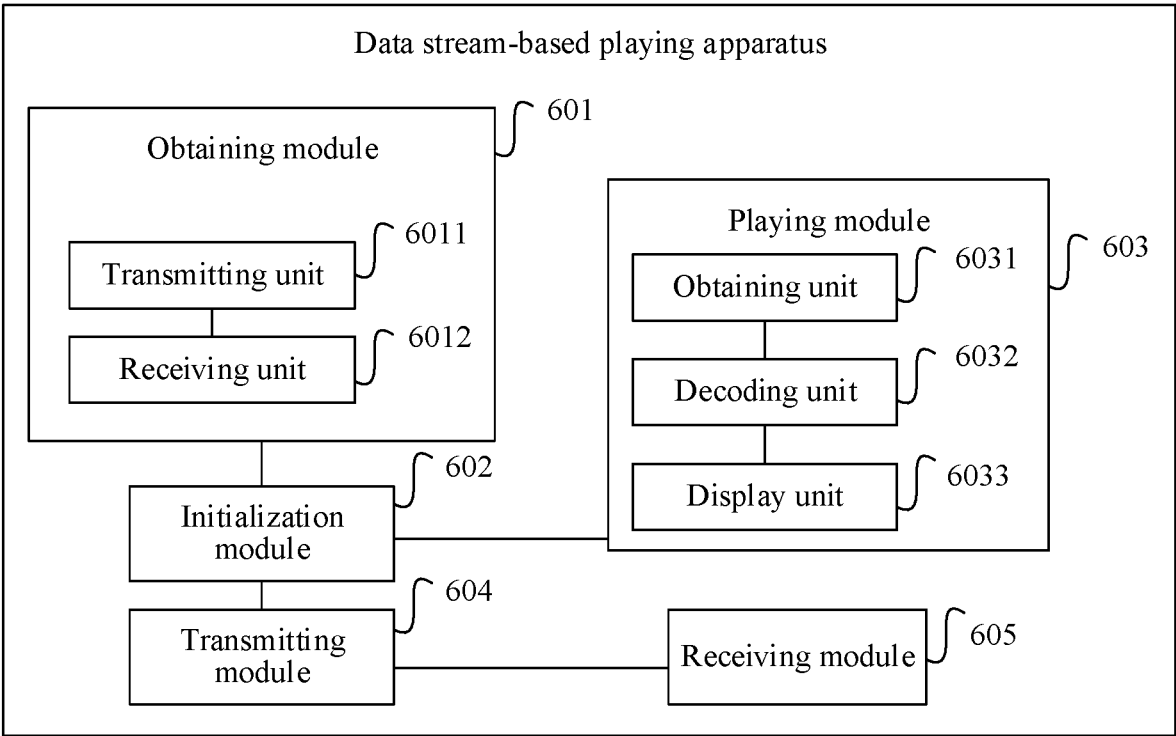 Data stream-based playing apparatus
601
Obtaining module
6011
Transmitting unit
6012
Receiving unit
Playing module
603
6031
Obtaining unit
6032
Decoding unit
6033
Display unit
602
Initialization
module
604
Transmitting
module
605
Receiving module